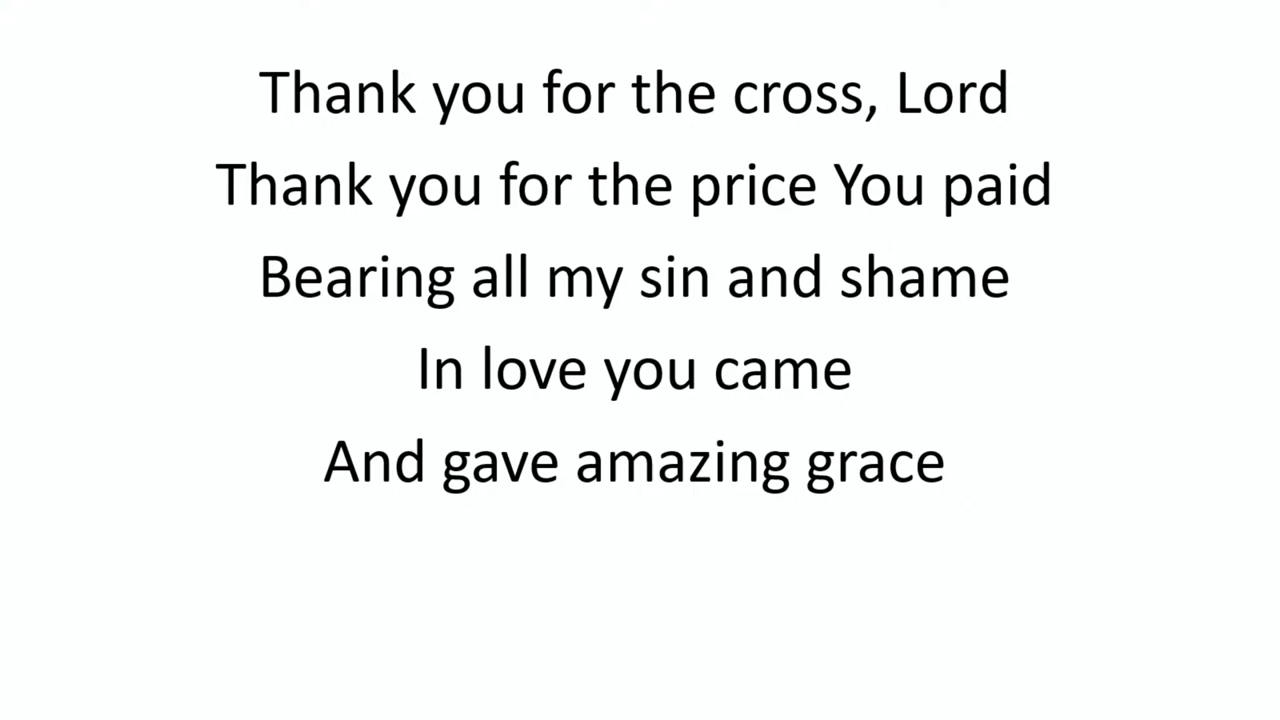 Thank you for the cross, Lord
Thank you for the price You paid
Bearing all my sin and shame
In love you came
And gave amazing grace